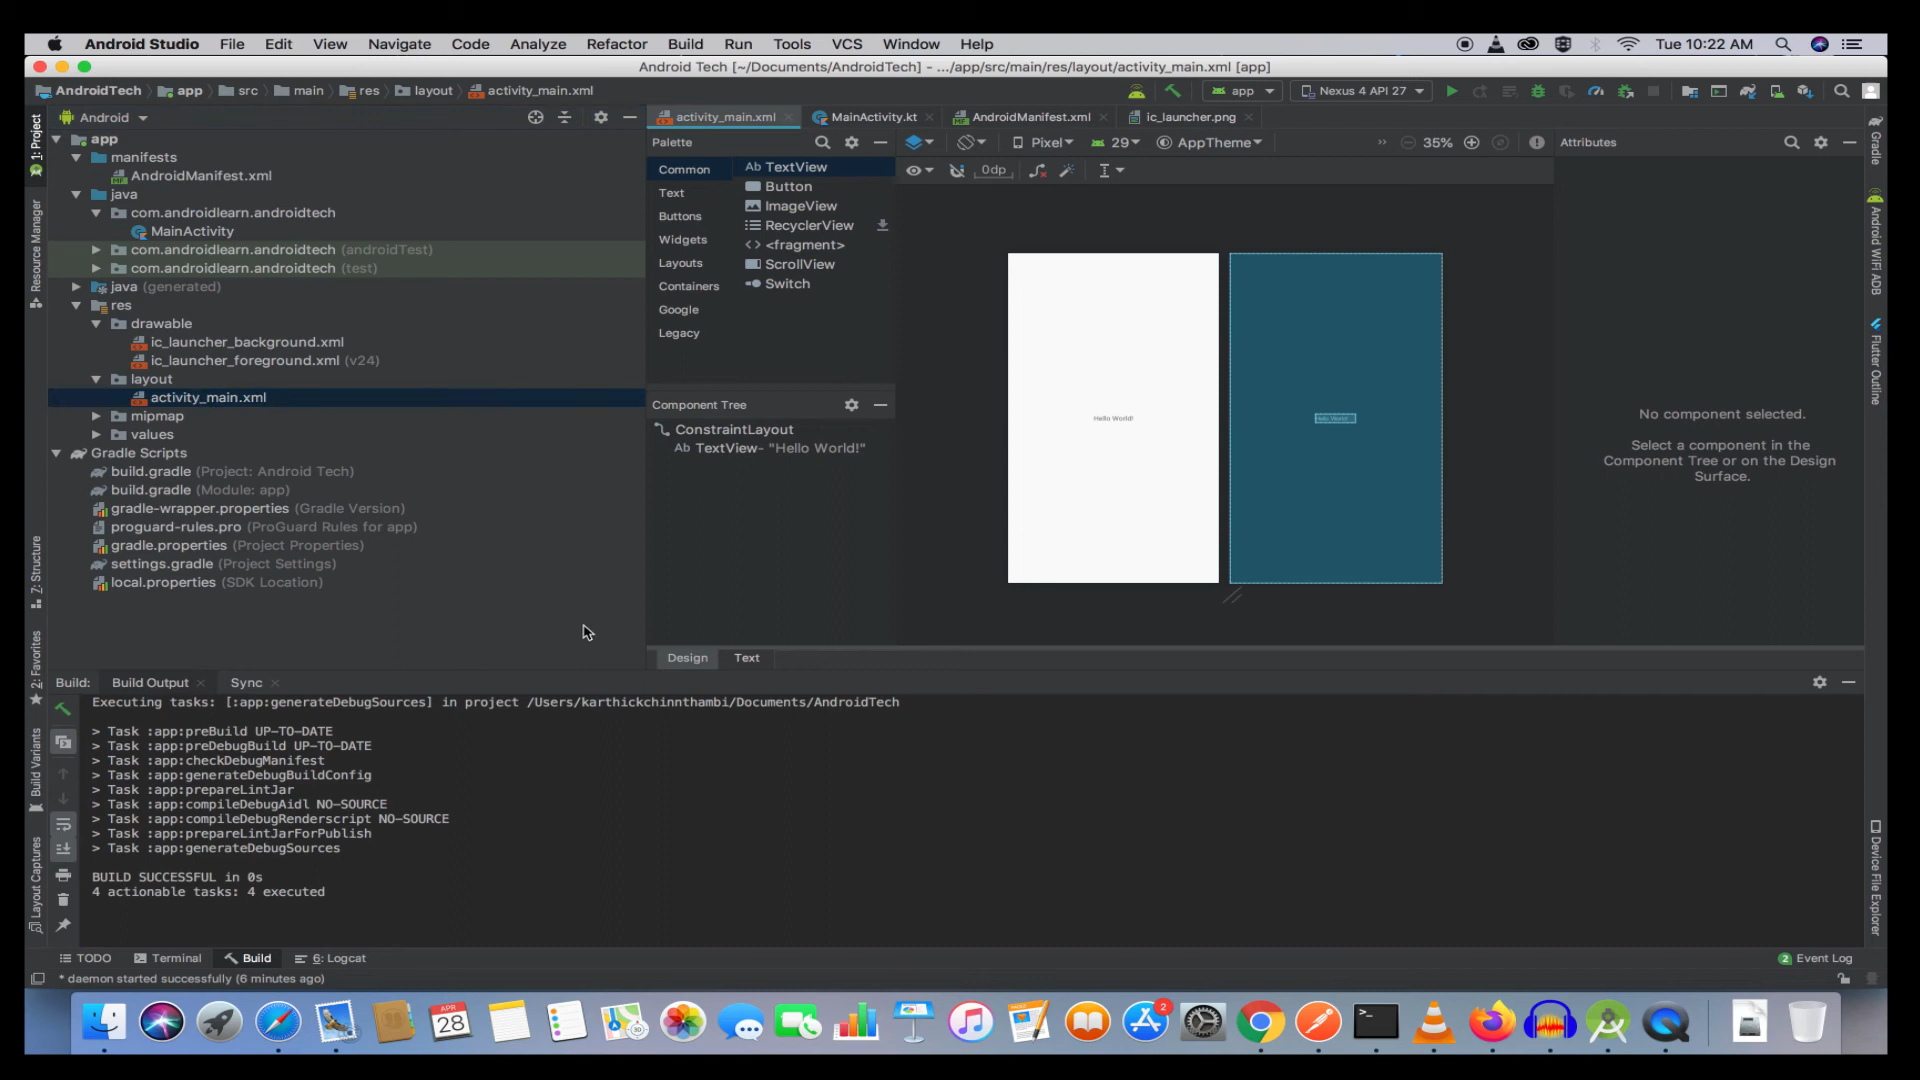 Android Studio File Edit View Navigate Code Analyze Refactor Build Run Tools VCS Window Help Tue 10:22 AM
Android Tech [~/Documents/AndroidTech] - .../app/src/main/res/layout/activity_main.xml [app]
AndroidTech app src main res layout activity_main.xml app Nexus 4 API 27
Android
activity_main.xml MainActivity.kt AndroidManifest.xml ic_launcher.png
app
manifests
AndroidManifest.xml
java
com.androidlearn.androidtech
MainActivity
com.androidlearn.androidtech (androidTest)
com.androidlearn.androidtech (test)
java (generated)
res
drawable
ic_launcher_background.xml
ic_launcher_foreground.xml (v24)
layout
activity_main.xml
mipmap
values
Gradle Scripts
build.gradle (Project: Android Tech)
build.gradle (Module: app)
gradle-wrapper.properties (Gradle Version)
proguard-rules.pro (ProGuard Rules for app)
gradle.properties (Project Properties)
settings.gradle (Project Settings)
local.properties (SDK Location)
1: Project
Resource Manager
Z: Structure
2: Favorites
Build Variants
Layout Captures
Palette
Common
Text
Buttons
Widgets
Layouts
Containers
Google
Legacy
Ab TextView
Button
ImageView
RecyclerView
<fragment>
ScrollView
Switch
Component Tree
ConstraintLayout
Ab TextView- "Hello World!"
Pixel 29 AppTheme >> 35%
0dp
Hello World!
Hello World!
Attributes
No component selected.
Select a component in the
Component Tree or on the Design
Surface.
Gradle
Android WiFi ADB
Flutter Outline
Device File Explorer
Design Text
Build: Build Output Sync
Executing tasks: [:app:generateDebugSources] in project /Users/karthickchinnthambi/Documents/AndroidTech
> Task :app:preBuild UP-TO-DATE
> Task :app:preDebugBuild UP-TO-DATE
> Task :app:checkDebugManifest
> Task :app:generateDebugBuildConfig
> Task :app:prepareLintJar
> Task :app:compileDebugAidl NO-SOURCE
> Task :app:compileDebugRenderscript NO-SOURCE
> Task :app:prepareLintJarForPublish
> Task :app:generateDebugSources
BUILD SUCCESSFUL in 0s
4 actionable tasks: 4 executed
TODO Terminal Build 6: Logcat 2 Event Log
* daemon started successfully (6 minutes ago)
APR
28
2